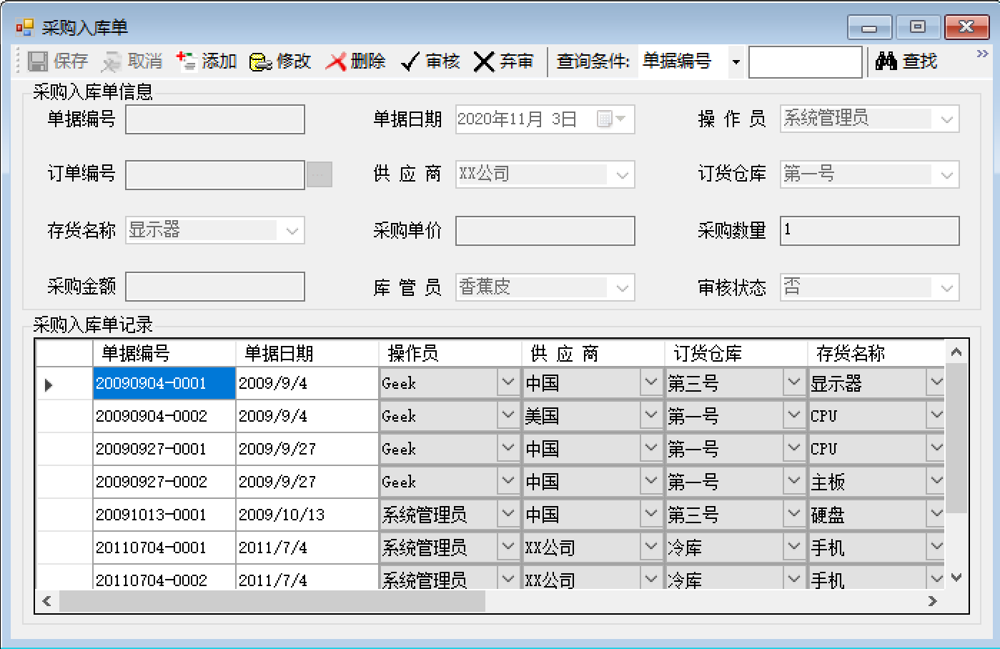 采购入库单
保存 取消 添加 修改 删除 审核 弃审 查询条件: 单据编号 查找
采购入库单信息
单据编号 单据日期 2020年11月 3日 操 作 员 系统管理员
订单编号 ... 供 应 商 XX公司 订货仓库 第一号
存货名称 显示器 采购单价 采购数量 1
采购金额 库 管 员 香蕉皮 审核状态 否
采购入库单记录
单据编号 单据日期 操作员 供 应 商 订货仓库 存货名称
20090904-0001 2009/9/4 Geek 中国 第三号 显示器
20090904-0002 2009/9/4 Geek 美国 第一号 CPU
20090927-0001 2009/9/27 Geek 中国 第一号 CPU
20090927-0002 2009/9/27 Geek 中国 第一号 主板
20091013-0001 2009/10/13 系统管理员 中国 第三号 硬盘
20110704-0001 2011/7/4 系统管理员 XX公司 冷库 手机
20110704-0002 2011/7/4 系统管理员 XX公司 冷库 手机